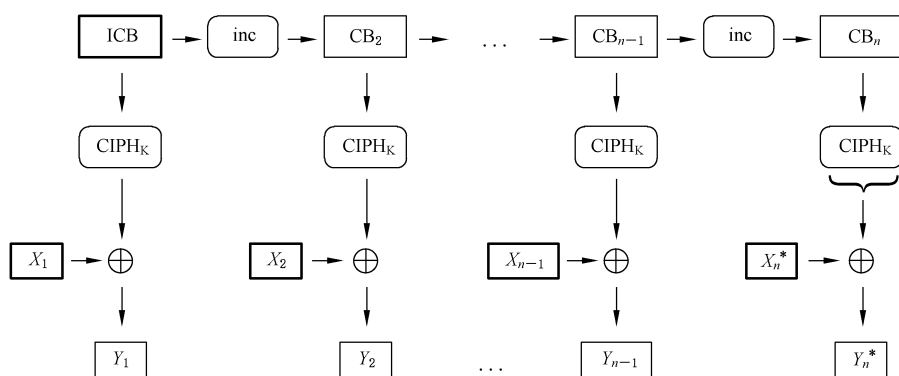 ICB inc CB₂ ... CBₙ₋₁ inc CBₙ
CIPH_K CIPH_K CIPH_K CIPH_K
X₁ ⊕ X₂ ⊕ Xₙ₋₁ ⊕ Xₙ* ⊕
Y₁ Y₂ ... Yₙ₋₁ Yₙ*